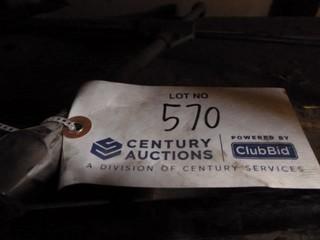 LOT NO
570
CENTURY
AUCTIONS
POWERED BY
ClubBid
A DIVISION OF CENTURY SERVICES